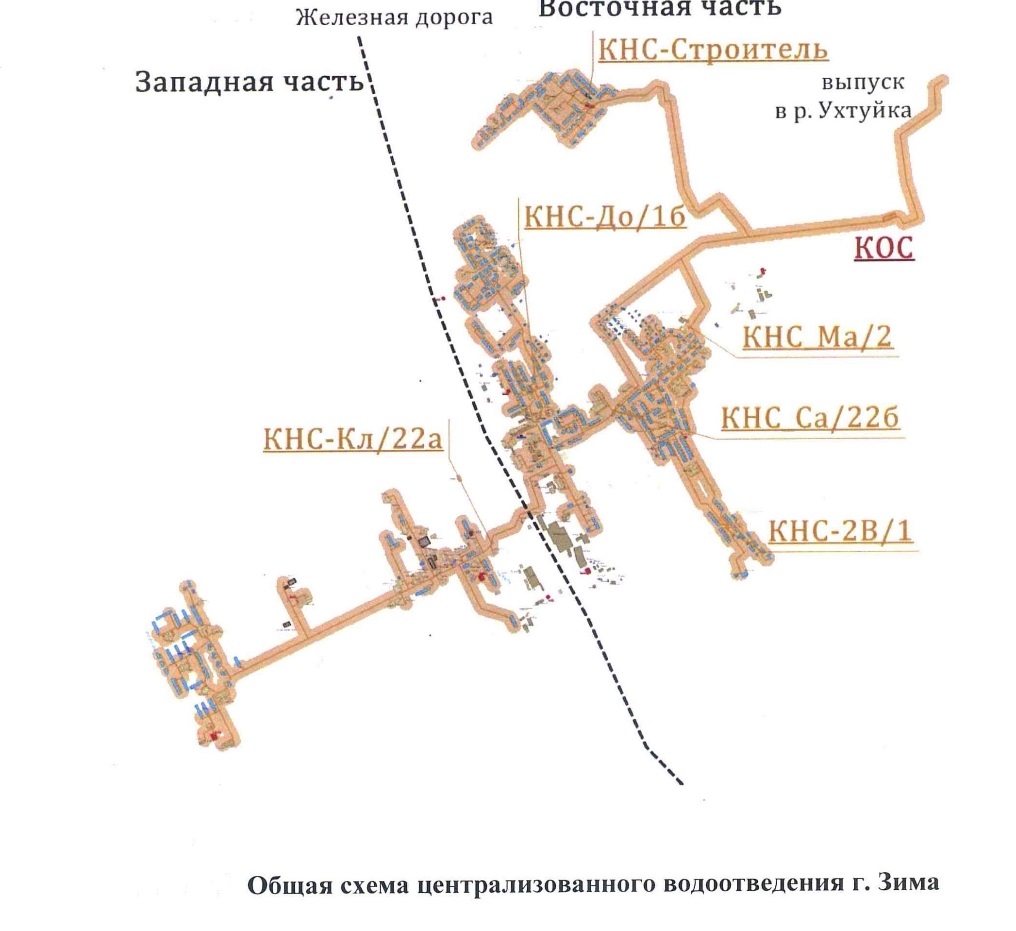 Железная дорога
Восточная часть
КНС-Строитель
Западная часть
выпуск
в р. Ухтуйка
КНС-До/1б
КОС
КНС Ма/2
КНС Са/22б
КНС-Кл/22а
КНС-2В/1
Общая схема централизованного водоотведения г. Зима